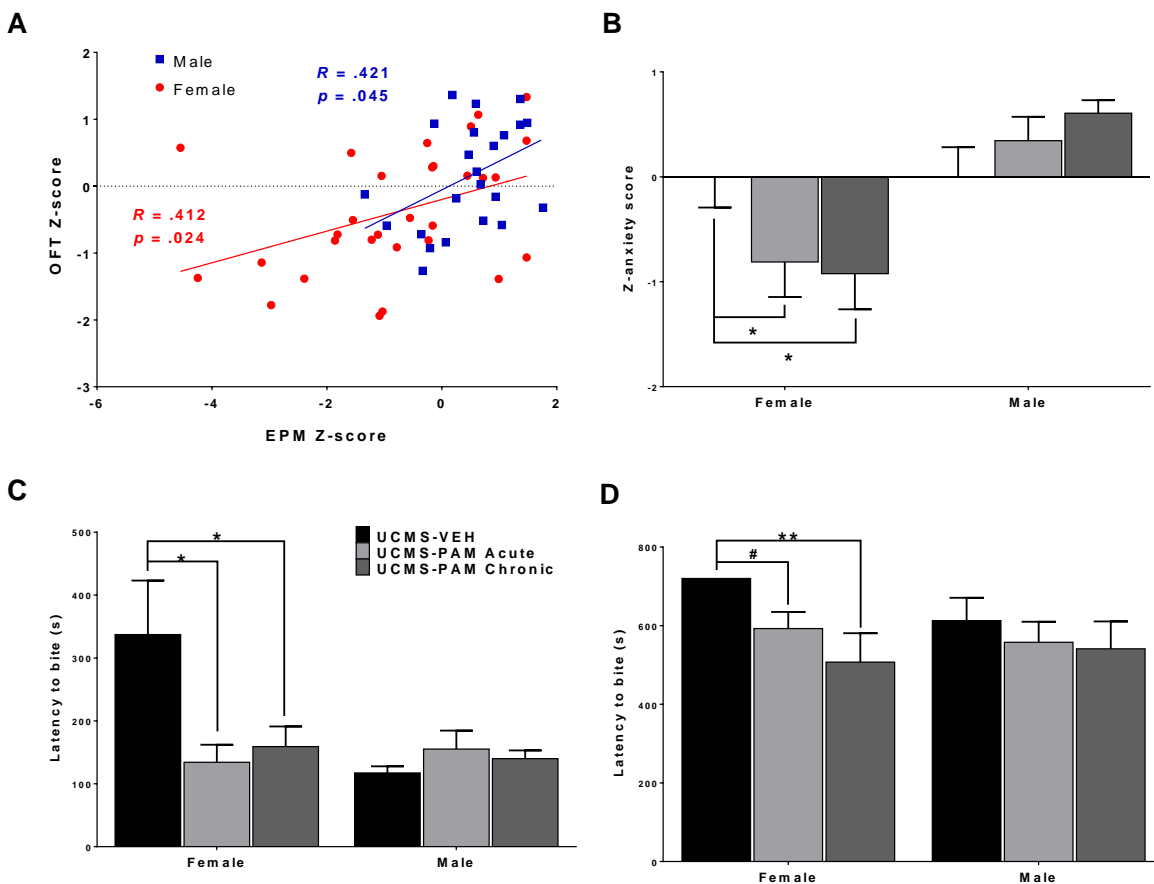 A
2
1
0
-1
-2
-3
OFT Z-score
Male
Female
R = .421
p = .045
R = .412
p = .024
-6
-4
-2
0
2
EPM Z-score
B
1
0
-1
-2
Z-anxiety score
*
*
Female
Male
C
500
400
300
200
100
0
Latency to bite (s)
*
*
UCMS-VEH
UCMS-PAM Acute
UCMS-PAM Chronic
Female
Male
D
800
600
400
200
0
Latency to bite (s)
**
#
Female
Male